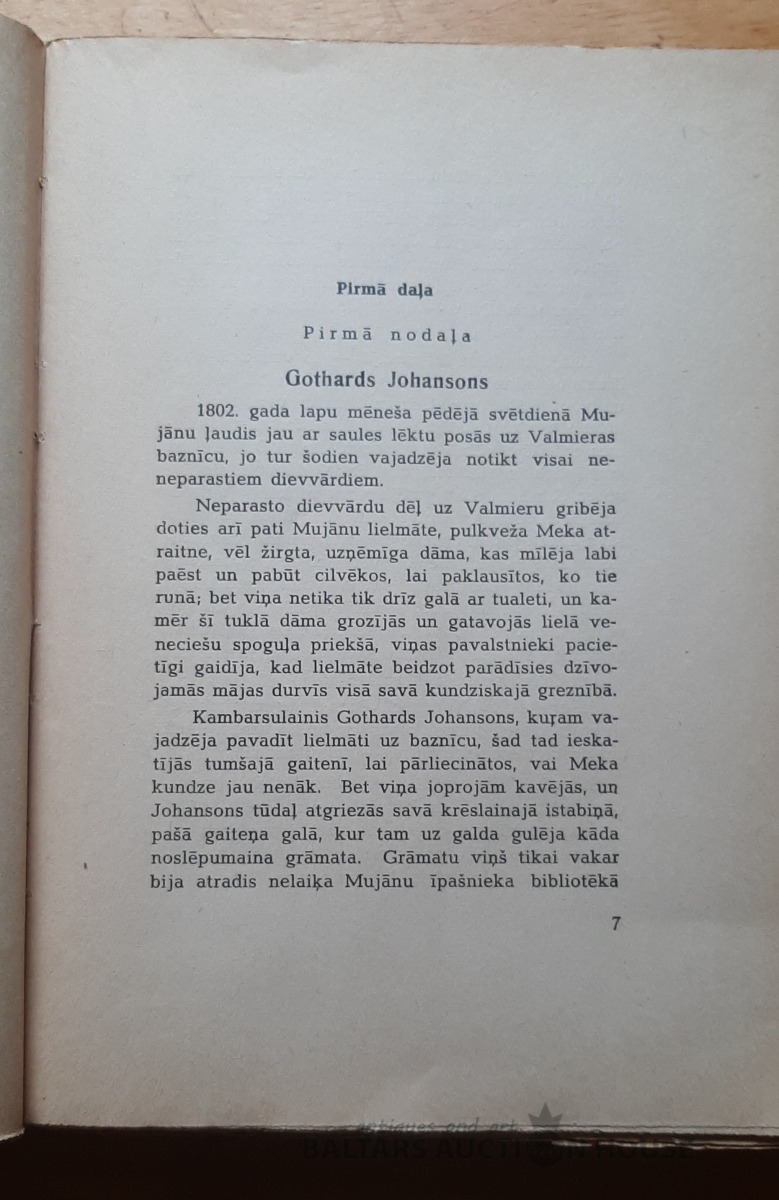 Pirmā daļa
Pirmā nodaļa
Gothards Johansons
1802. gada lapu mēneša pēdējā svētdienā Mu-
jānu ļaudis jau ar saules lēktu posās uz Valmieras
baznīcu, jo tur šodien vajadzēja notikt visai ne-
neparastiem dievvārdiem.
Neparasto dievvārdu dēļ uz Valmieru gribēja
doties arī pati Mujānu lielmāte, pulkveža Meka at-
raitne, vēl žirgta, uzņēmīga dāma, kas mīlēja labi
paēst un pabūt cilvēkos, lai paklausītos, ko tie
runā; bet viņa netika tik drīz galā ar tualeti, un ka-
mēr šī tuklā dāma grozījās un gatavojās lielā ve-
neciešu spoguļa priekšā, viņas pavalstnieki pacie-
tīgi gaidīja, kad lielmāte beidzot parādīsies dzīvo-
jamās mājas durvīs visā savā kundziskajā greznībā.
Kambarsulainis Gothards Johansons, kuŗam va-
jadzēja pavadīt lielmāti uz baznīcu, šad tad ieska-
tījās tumšajā gaitenī, lai pārliecinātos, vai Meka
kundze jau nenāk. Bet viņa joprojām kavējās, un
Johansons tūdaļ atgriezās savā krēslainajā istabiņā,
pašā gaiteņa galā, kur tam uz galda gulēja kāda
noslēpumaina grāmata. Grāmatu viņš tikai vakar
bija atradis nelaiķa Mujānu īpašnieka bibliotēkā
7
antiques and art
BALTARS AUCTION HOUSE